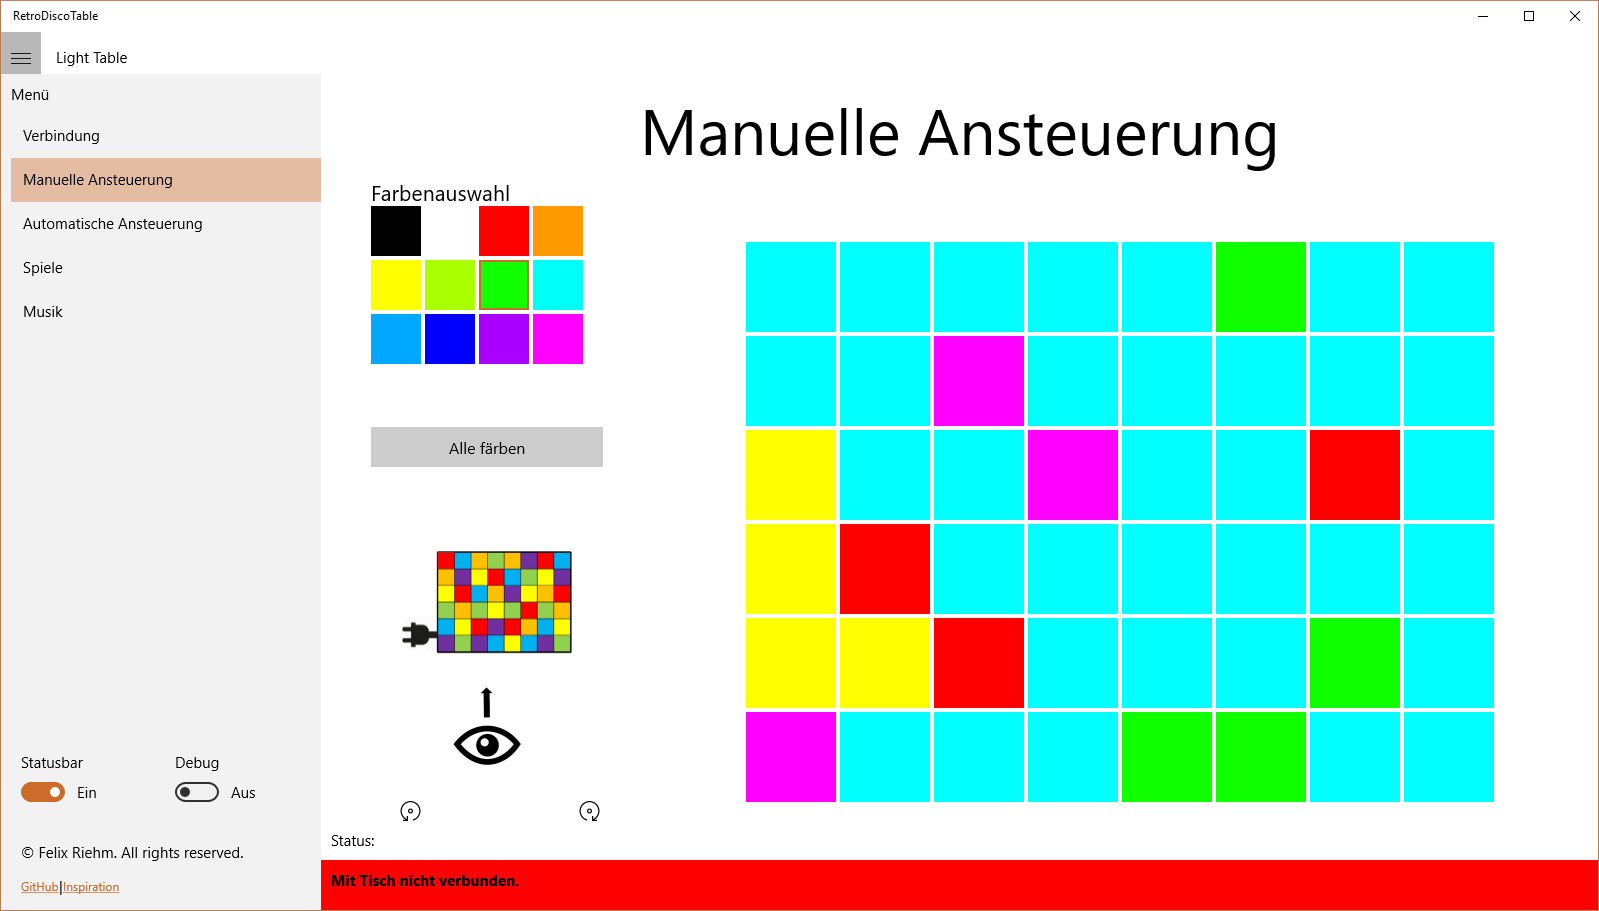 RetroDiscoTable
Light Table
Menü
Verbindung
Manuelle Ansteuerung
Automatische Ansteuerung
Spiele
Musik
Statusbar
Debug
Ein
Aus
© Felix Riehm. All rights reserved.
GitHub|Inspiration
Manuelle Ansteuerung
Farbenauswahl
Alle färben
Status:
Mit Tisch nicht verbunden.